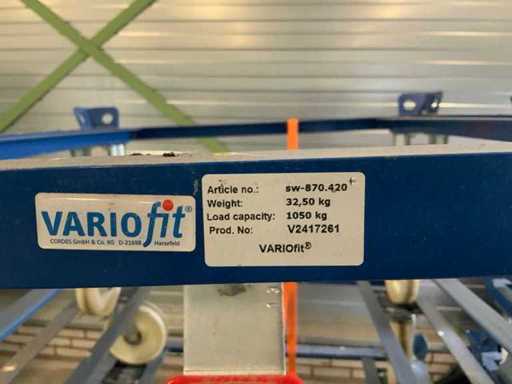 VARIOfit®
CORDES GmbH & Co. KG D-21698 Harsefeld
Article no.: sw-870.420
Weight: 32,50 kg
Load capacity: 1050 kg
Prod. No: V2417261
VARIOfit®